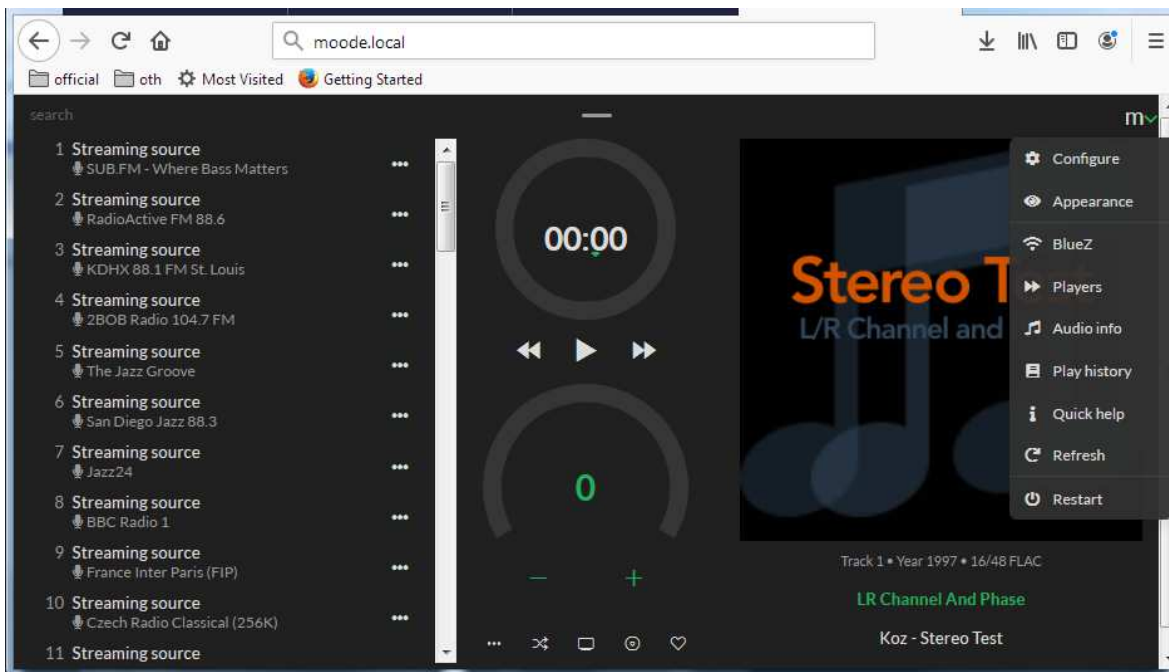 moode.local
official oth Most Visited Getting Started
search
m
1 Streaming source
SUB.FM - Where Bass Matters
2 Streaming source
RadioActive FM 88.6
3 Streaming source
KDHX 88.1 FM St. Louis
4 Streaming source
2BOB Radio 104.7 FM
5 Streaming source
The Jazz Groove
6 Streaming source
San Diego Jazz 88.3
7 Streaming source
Jazz24
8 Streaming source
BBC Radio 1
9 Streaming source
France Inter Paris (FIP)
10 Streaming source
Czech Radio Classical (256K)
11 Streaming source
00:00
0
Stereo T
L/R Channel and
Configure
Appearance
BlueZ
Players
Audio info
Play history
Quick help
Refresh
Restart
Track 1 • Year 1997 • 16/48 FLAC
LR Channel And Phase
Koz - Stereo Test